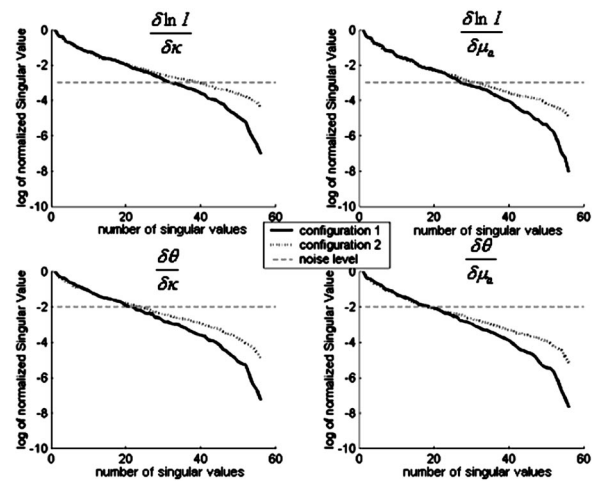 δ ln I
δκ
δ ln I
δμa
0
-2
-4
-6
-8
-10
log of normalized Singular Value
0 20 40 60
number of singular values
0
-2
-4
-6
-8
-10
log of normalized Singular Value
0 20 40 60
number of singular values
configuration 1
configuration 2
noise level
δθ
δκ
δθ
δμa
0
-2
-4
-6
-8
-10
log of normalized Singular Value
0 20 40 60
number of singular values
0
-2
-4
-6
-8
-10
log of normalized Singular Value
0 20 40 60
number of singular values